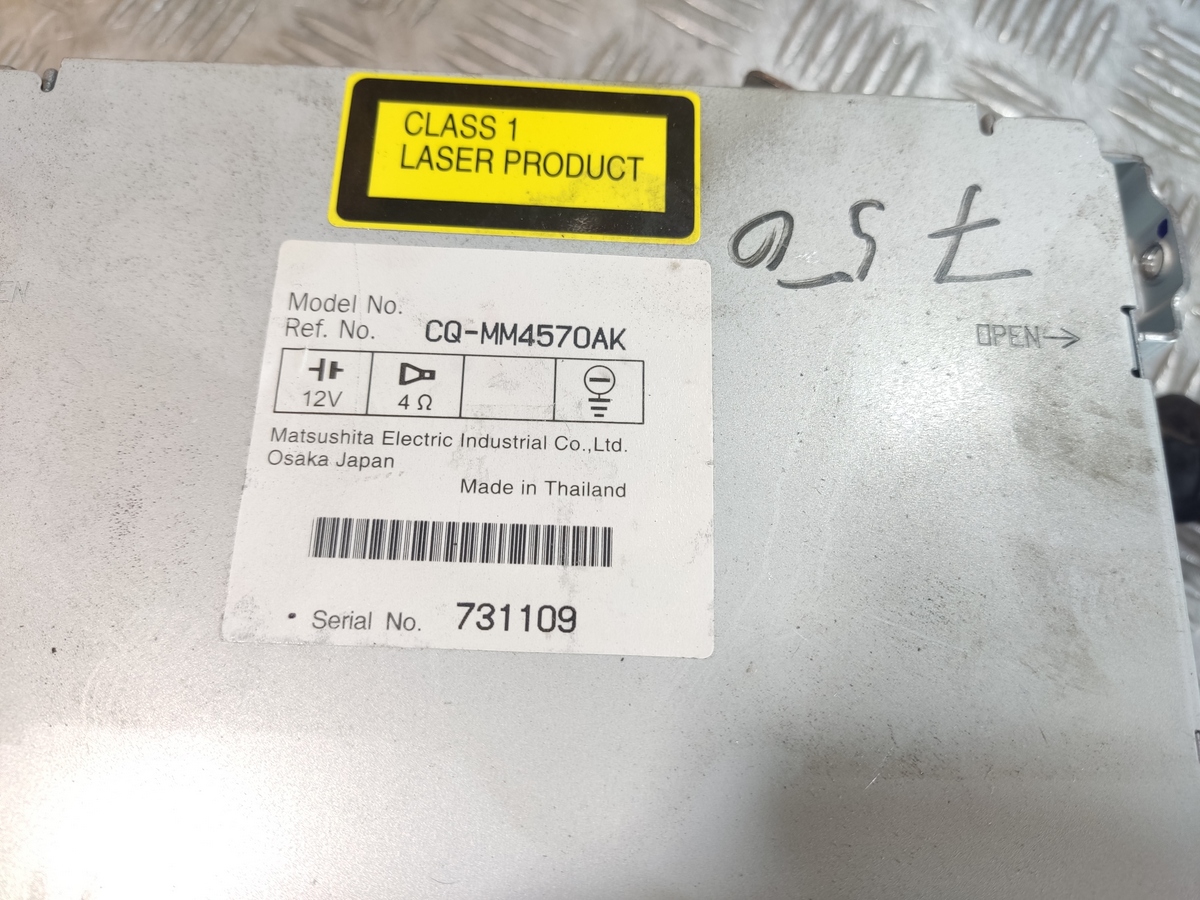 CLASS 1
LASER PRODUCT
EN
OPEN→
Model No.
Ref. No. CQ-MM4570AK
12V 4 Ω
Matsushita Electric Industrial Co.,Ltd.
Osaka Japan
Made in Thailand
Serial No. 731109